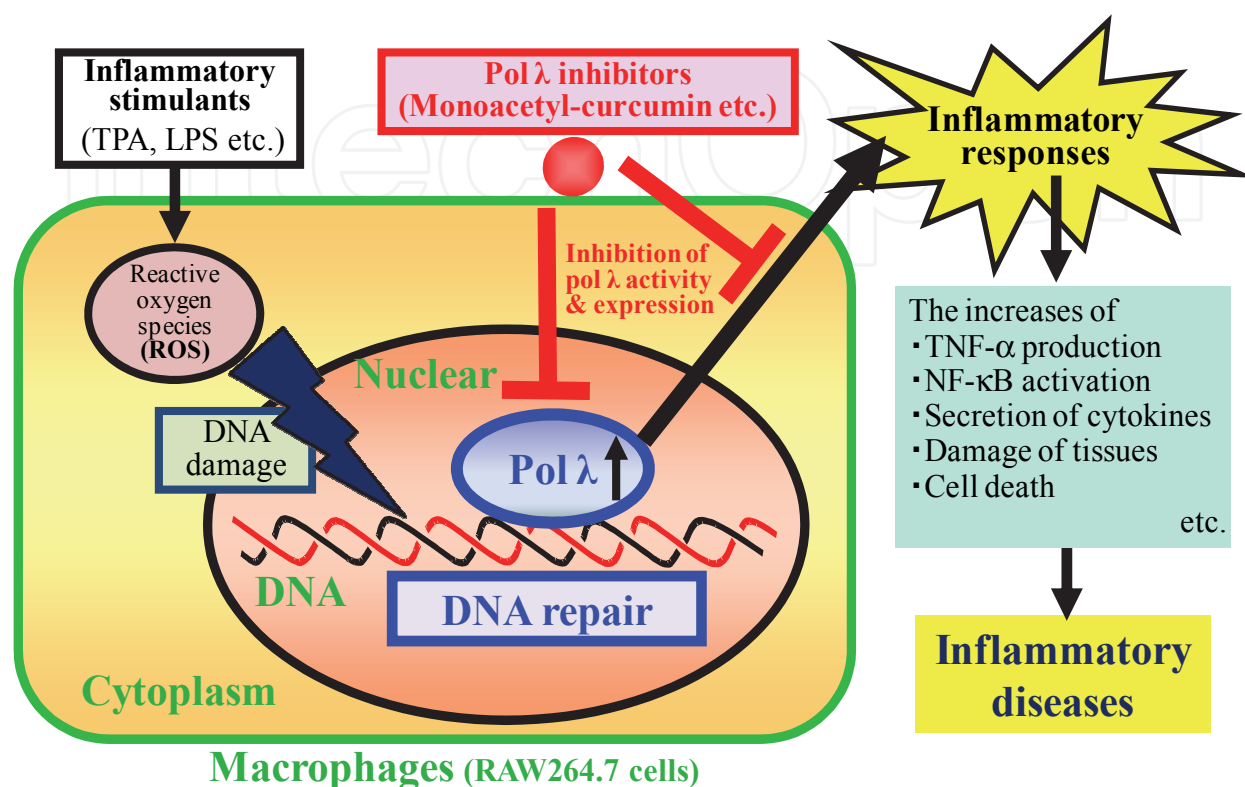 Inflammatory
stimulants
(TPA, LPS etc.)
Pol λ inhibitors
(Monoacetyl-curcumin etc.)
Inflammatory
responses
Reactive
oxygen
species
(ROS)
Inhibition of
pol λ activity
& expression
The increases of
・TNF-α production
・NF-κB activation
・Secretion of cytokines
・Damage of tissues
・Cell death
etc.
Nuclear
DNA
damage
Pol λ
DNA
DNA repair
Cytoplasm
Inflammatory
diseases
Macrophages (RAW264.7 cells)
intechopen